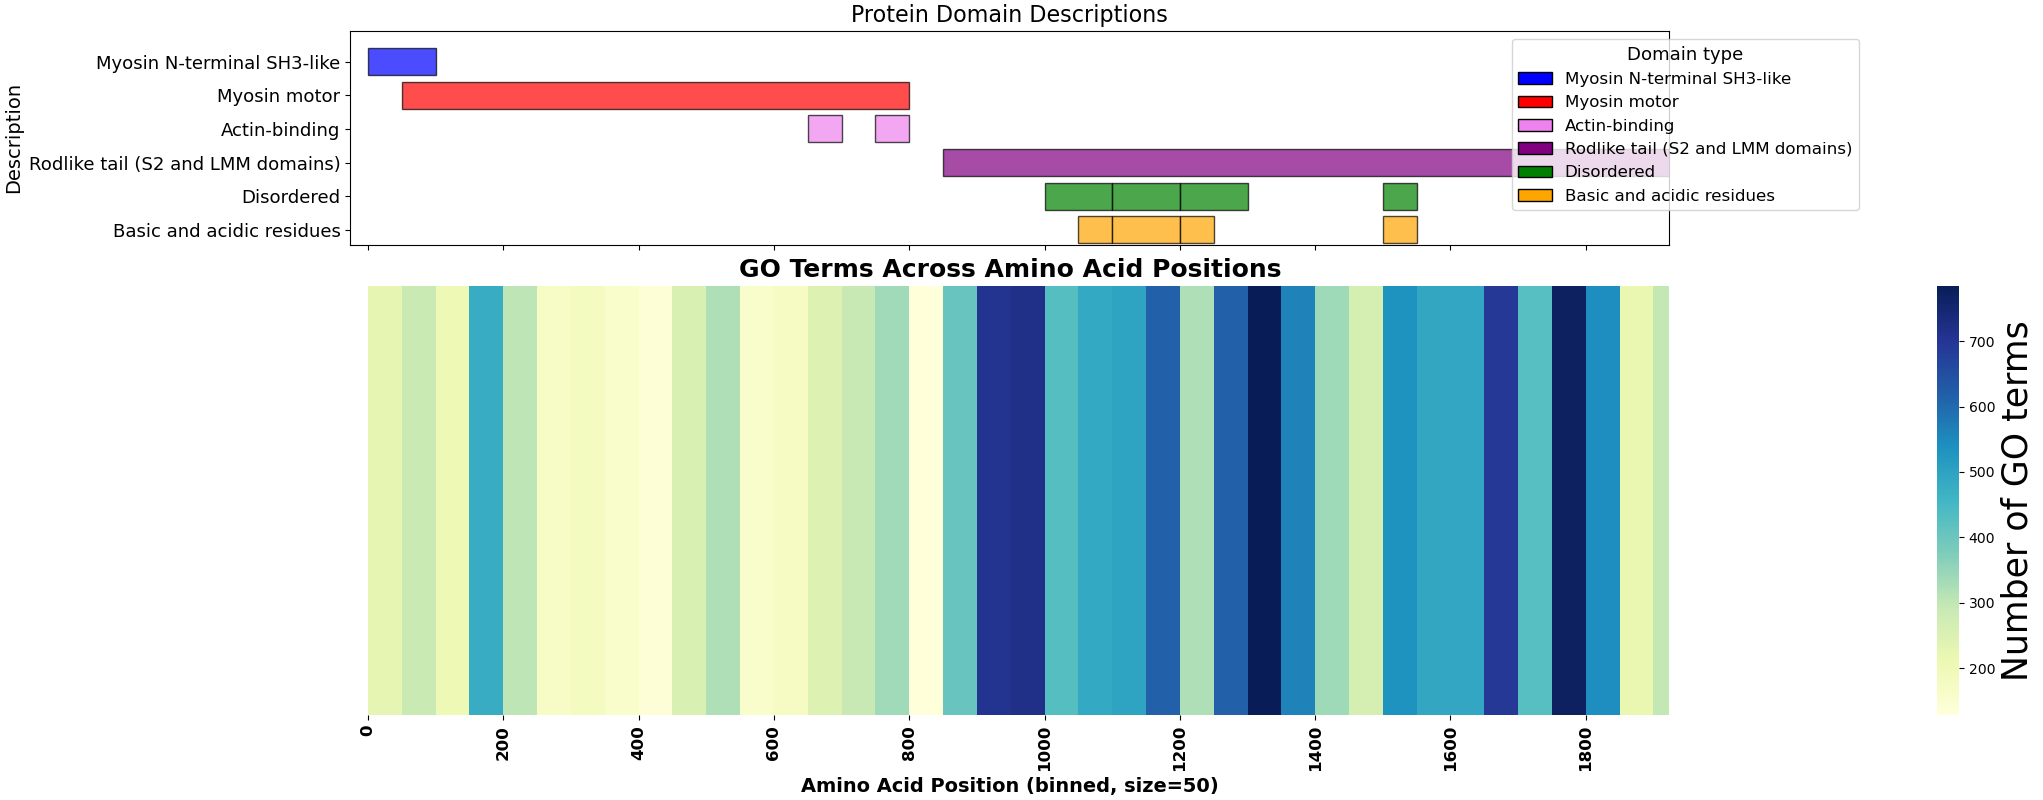 Protein Domain Descriptions
Description
Myosin N-terminal SH3-like
Myosin motor
Actin-binding
Rodlike tail (S2 and LMM domains)
Disordered
Basic and acidic residues
Domain type
Myosin N-terminal SH3-like
Myosin motor
Actin-binding
Rodlike tail (S2 and LMM domains)
Disordered
Basic and acidic residues
GO Terms Across Amino Acid Positions
0
200
400
600
800
1000
1200
1400
1600
1800
Amino Acid Position (binned, size=50)
700
600
500
400
300
200
Number of GO terms